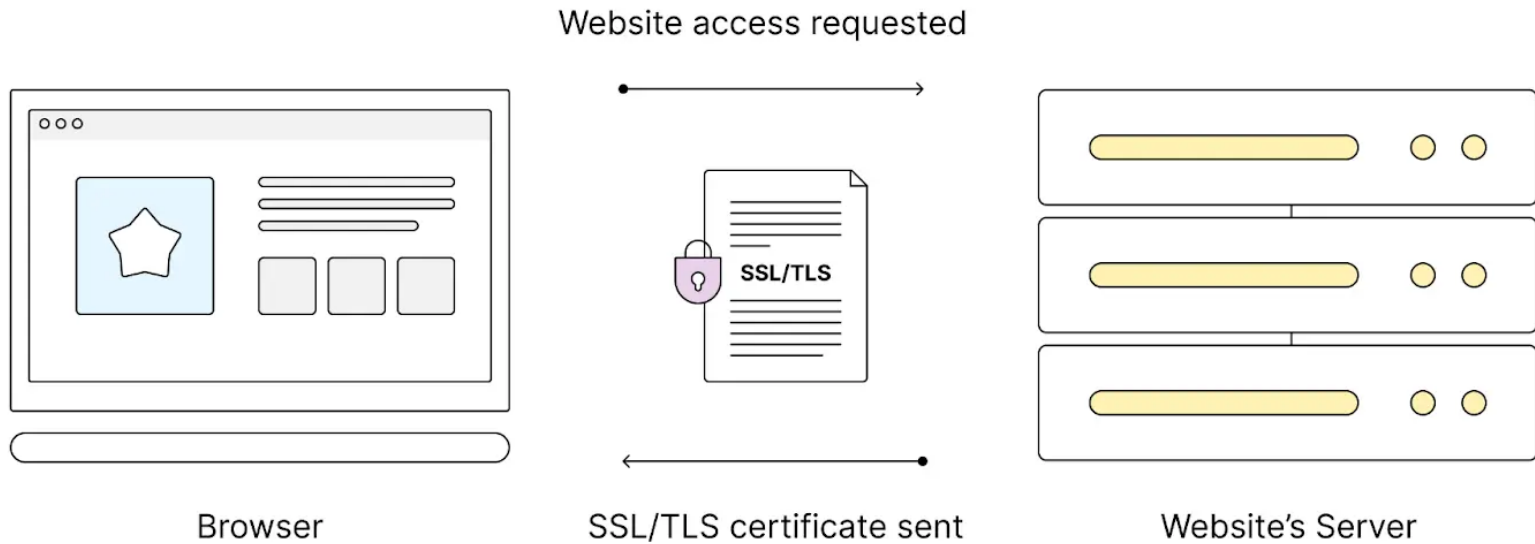 Website access requested
SSL/TLS
Browser
SSL/TLS certificate sent
Website’s Server